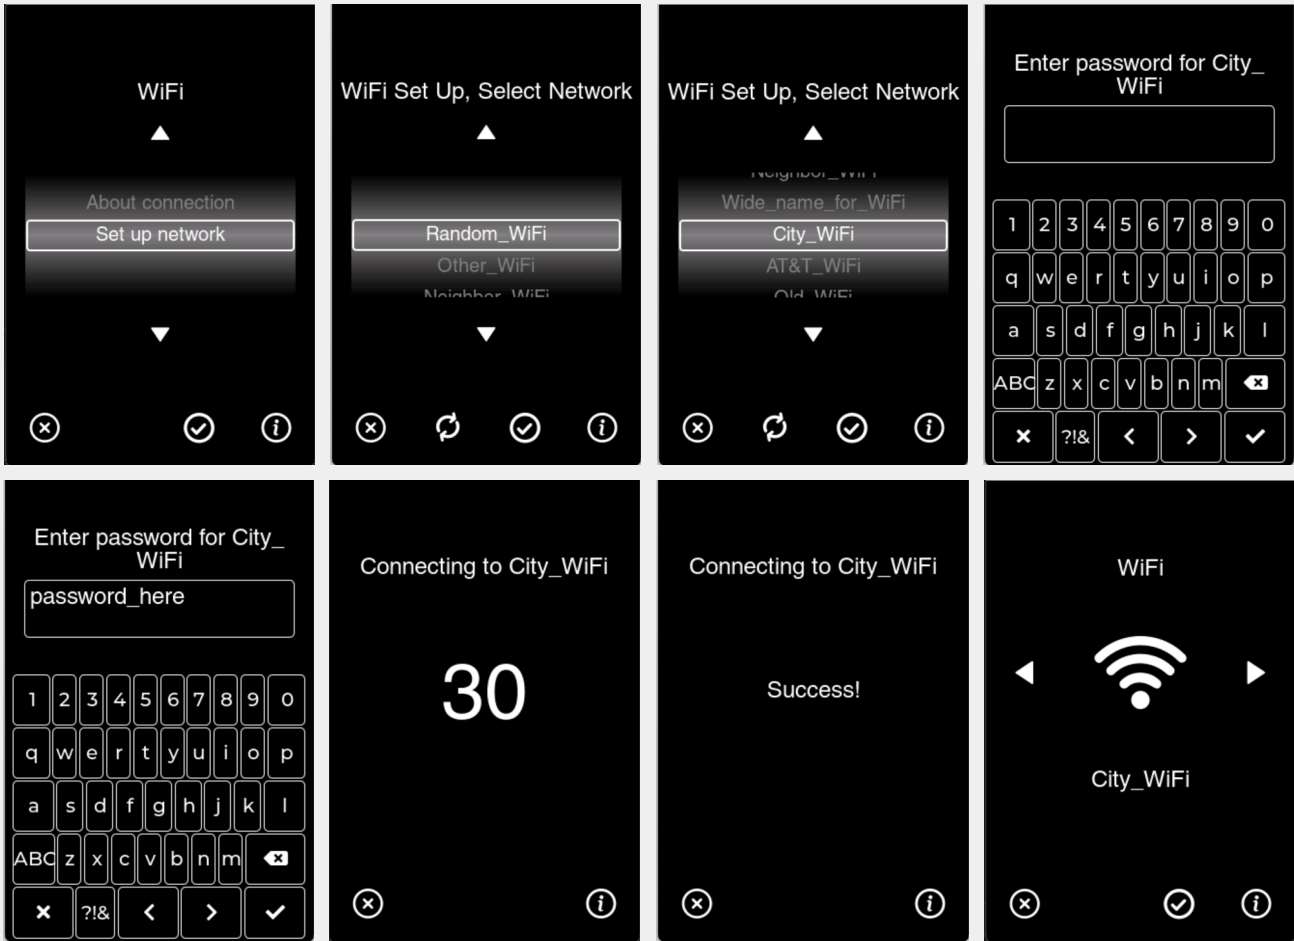 WiFi
About connection
Set up network
WiFi Set Up, Select Network
Random_WiFi
Other_WiFi
Neighbor_WiFi
WiFi Set Up, Select Network
Neighbor_WiFi
Wide_name_for_WiFi
City_WiFi
AT&T_WiFi
Old_WiFi
Enter password for City_
WiFi
1 2 3 4 5 6 7 8 9 0
q w e r t y u i o p
a s d f g h j k l
ABC z x c v b n m
?!&
Enter password for City_
WiFi
password_here
1 2 3 4 5 6 7 8 9 0
q w e r t y u i o p
a s d f g h j k l
ABC z x c v b n m
?!&
Connecting to City_WiFi
30
Connecting to City_WiFi
Success!
WiFi
City_WiFi